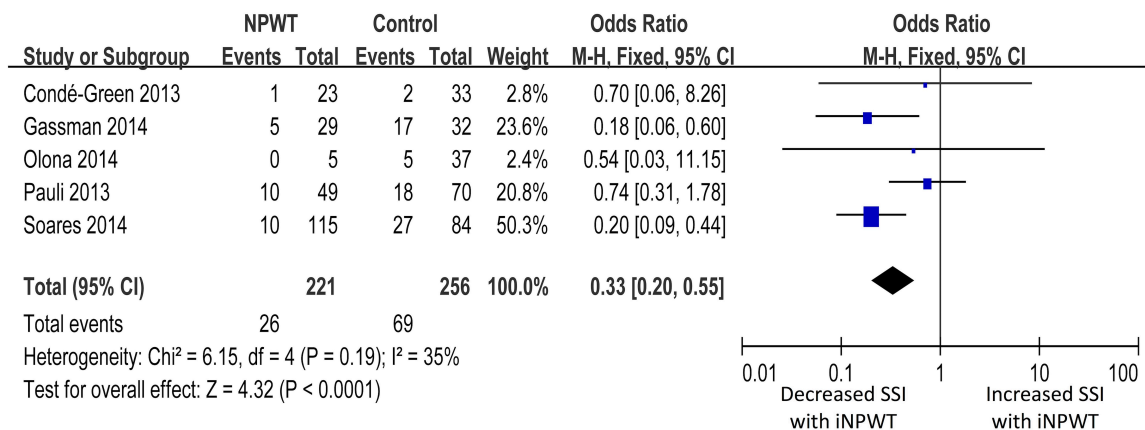 NPWT Control Odds Ratio Odds Ratio
Study or Subgroup Events Total Events Total Weight M-H, Fixed, 95% CI M-H, Fixed, 95% CI
Condé-Green 2013 1 23 2 33 2.8% 0.70 [0.06, 8.26]
Gassman 2014 5 29 17 32 23.6% 0.18 [0.06, 0.60]
Olona 2014 0 5 5 37 2.4% 0.54 [0.03, 11.15]
Pauli 2013 10 49 18 70 20.8% 0.74 [0.31, 1.78]
Soares 2014 10 115 27 84 50.3% 0.20 [0.09, 0.44]
Total (95% CI) 221 256 100.0% 0.33 [0.20, 0.55]
Total events 26 69
Heterogeneity: Chi² = 6.15, df = 4 (P = 0.19); I² = 35%
Test for overall effect: Z = 4.32 (P < 0.0001)
0.01 0.1 1 10 100
Decreased SSI Increased SSI
with iNPWT with iNPWT